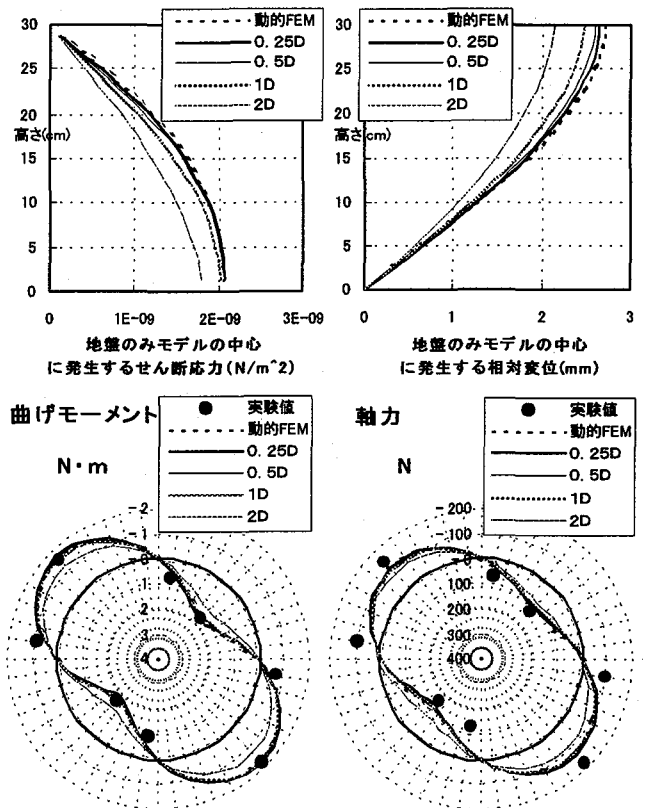 動的FEM
0.25D
0.5D
1D
2D
30
25
20
高さ(cm)
15
10
5
0
0 1E-09 2E-09 3E-09
地盤のみモデルの中心
に発生するせん断応力(N/m^2)
動的FEM
0.25D
0.5D
1D
2D
30
25
20
高さ(cm)
15
10
5
0
0 1 2 3
地盤のみモデルの中心
に発生する相対変位(mm)
曲げモーメント
N・m
実験値
動的FEM
0.25D
0.5D
1D
2D
-2
-1
0
1
2
3
4
軸力
N
実験値
動的FEM
0.25D
0.5D
1D
2D
-200
-100
0
100
200
300
400